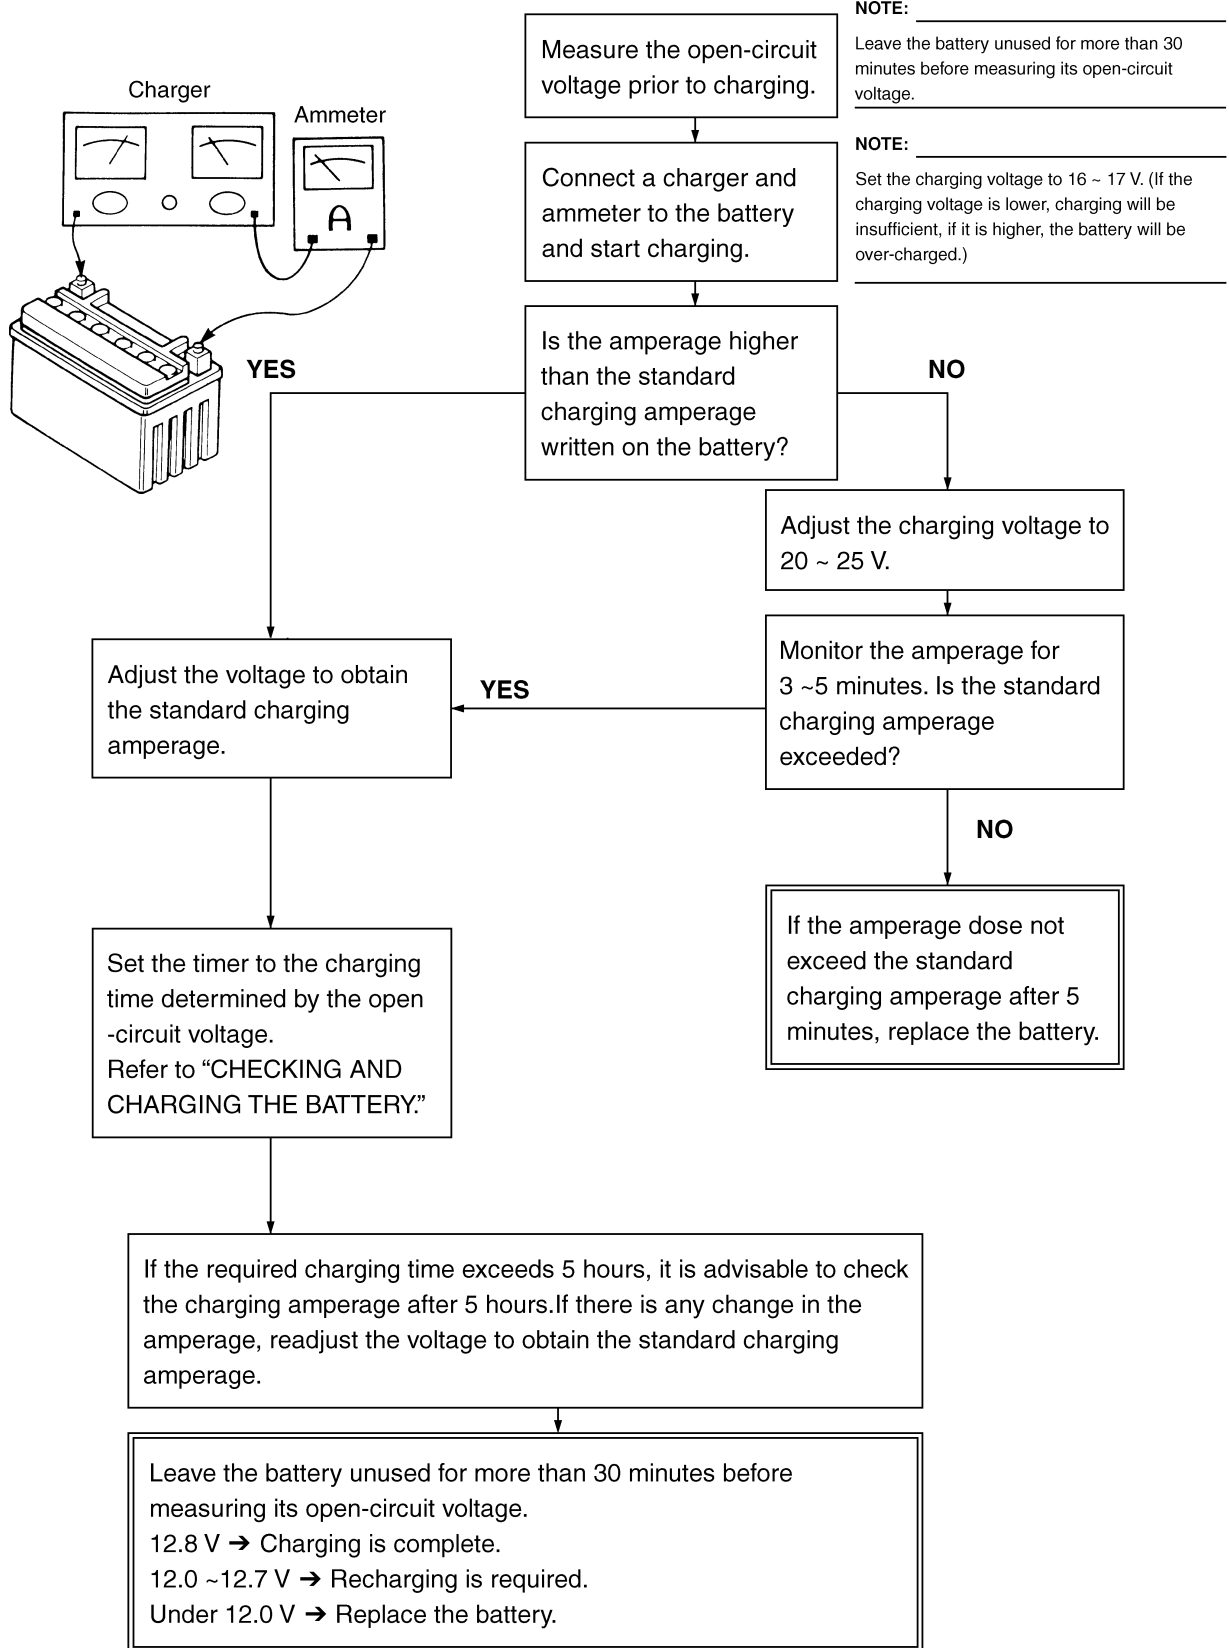 Measure the open-circuit
voltage prior to charging.
NOTE:
Leave the battery unused for more than 30
minutes before measuring its open-circuit
voltage.
Charger
Ammeter
A
Connect a charger and
ammeter to the battery
and start charging.
NOTE:
Set the charging voltage to 16 ~ 17 V. (If the
charging voltage is lower, charging will be
insufficient, if it is higher, the battery will be
over-charged.)
Is the amperage higher
than the standard
charging amperage
written on the battery?
YES
NO
Adjust the charging voltage to
20 ~ 25 V.
Monitor the amperage for
3 ~5 minutes. Is the standard
charging amperage
exceeded?
YES
Adjust the voltage to obtain
the standard charging
amperage.
NO
If the amperage dose not
exceed the standard
charging amperage after 5
minutes, replace the battery.
Set the timer to the charging
time determined by the open
-circuit voltage.
Refer to “CHECKING AND
CHARGING THE BATTERY.”
If the required charging time exceeds 5 hours, it is advisable to check
the charging amperage after 5 hours.If there is any change in the
amperage, readjust the voltage to obtain the standard charging
amperage.
Leave the battery unused for more than 30 minutes before
measuring its open-circuit voltage.
12.8 V ➔ Charging is complete.
12.0 ~12.7 V ➔ Recharging is required.
Under 12.0 V ➔ Replace the battery.